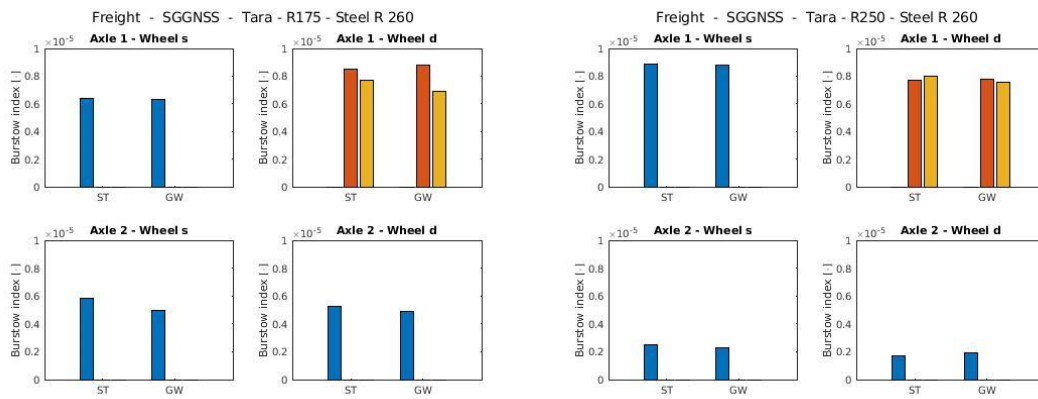 Freight - SGGNSS - Tara - R175 - Steel R 260
Axle 1 - Wheel s
×10⁻⁵
Burstow index [-]
1
0.8
0.6
0.4
0.2
0
ST
GW
Axle 1 - Wheel d
×10⁻⁵
Burstow index [-]
1
0.8
0.6
0.4
0.2
0
ST
GW
Axle 2 - Wheel s
×10⁻⁵
Burstow index [-]
1
0.8
0.6
0.4
0.2
0
ST
GW
Axle 2 - Wheel d
×10⁻⁵
Burstow index [-]
1
0.8
0.6
0.4
0.2
0
ST
GW
Freight - SGGNSS - Tara - R250 - Steel R 260
Axle 1 - Wheel s
×10⁻⁵
Burstow index [-]
1
0.8
0.6
0.4
0.2
0
ST
GW
Axle 1 - Wheel d
×10⁻⁵
Burstow index [-]
1
0.8
0.6
0.4
0.2
0
ST
GW
Axle 2 - Wheel s
×10⁻⁵
Burstow index [-]
1
0.8
0.6
0.4
0.2
0
ST
GW
Axle 2 - Wheel d
×10⁻⁵
Burstow index [-]
1
0.8
0.6
0.4
0.2
0
ST
GW